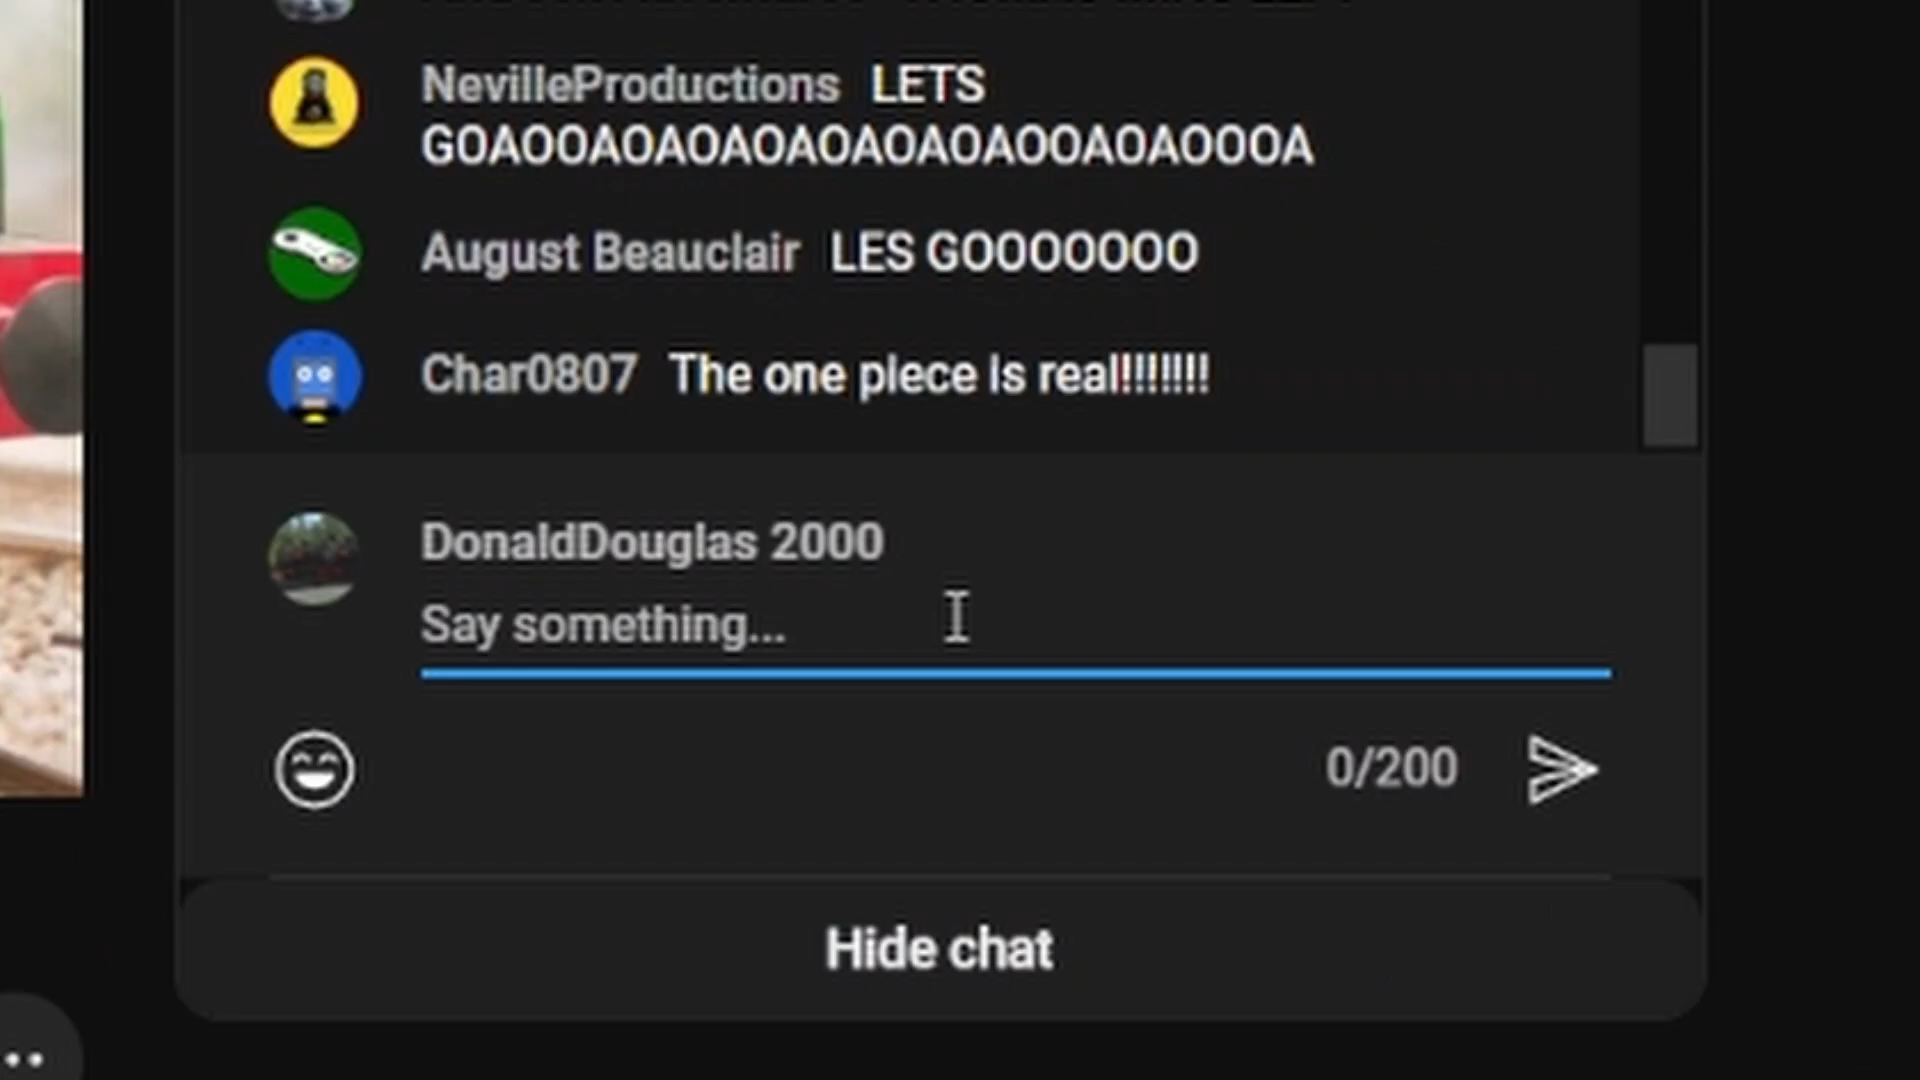 NevilleProductions LETS
GOAOOAOAOAOAOAOAOAOOAOAOOOA
August Beauclair LES GOOOOOOO
Char0807 The one piece is real!!!!!!!
DonaldDouglas 2000
Say something...
0/200
Hide chat